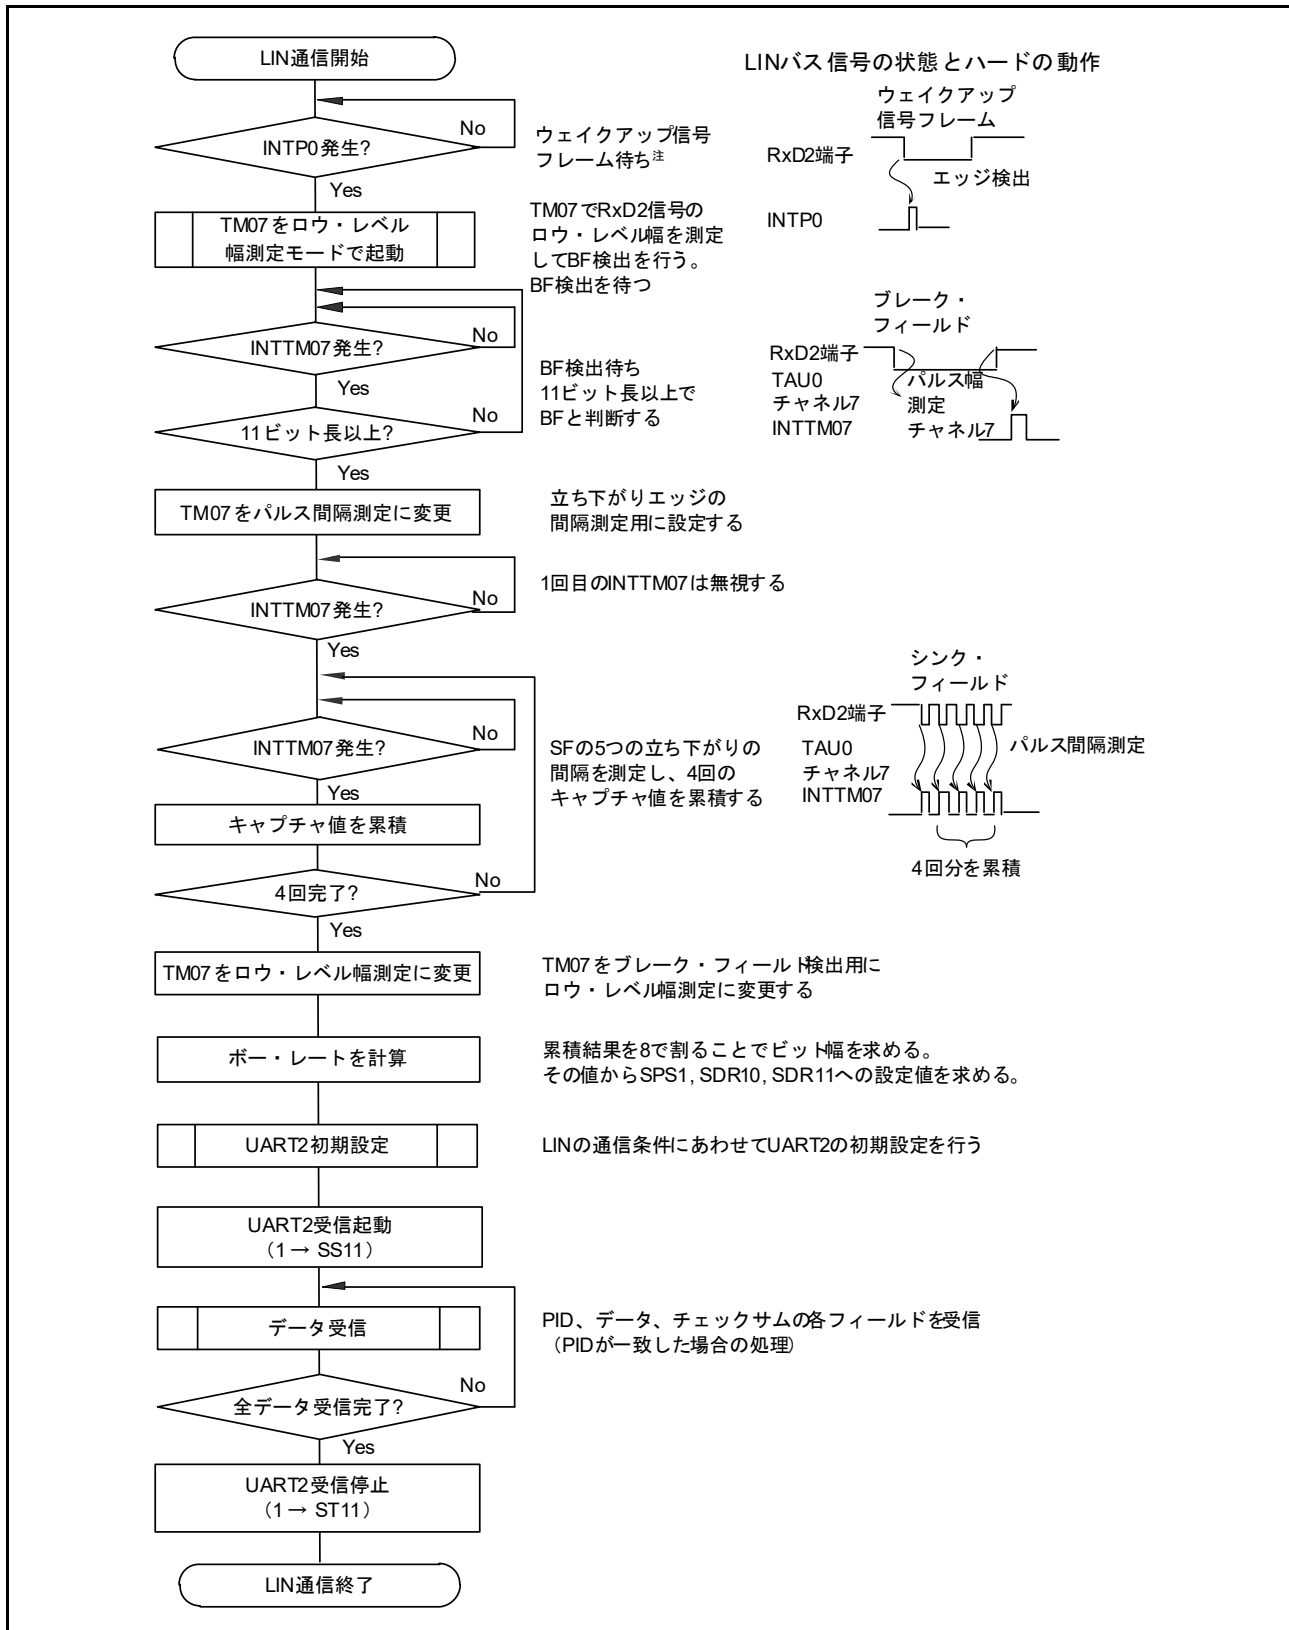 LIN通信開始
LINバス信号の状態とハードの動作
INTP0発生?
No
Yes
ウェイクアップ信号
フレーム待ち注
ウェイクアップ
信号フレーム
RxD2端子
エッジ検出
INTP0
TM07をロウ・レベル
幅測定モードで起動
TM07でRxD2信号の
ロウ・レベル幅を測定
してBF検出を行う。
BF検出を待つ
INTTM07発生?
No
Yes
11ビット長以上?
No
Yes
BF検出待ち
11ビット長以上で
BFと判断する
ブレーク・
フィールド
RxD2端子
TAU0
チャネル7
INTTM07
パルス幅
測定
チャネル7
TM07をパルス間隔測定に変更
立ち下がりエッジの
間隔測定用に設定する
INTTM07発生?
No
Yes
1回目のINTTM07は無視する
INTTM07発生?
No
Yes
キャプチャ値を累積
4回完了?
No
Yes
SFの5つの立ち下がりの
間隔を測定し、4回の
キャプチャ値を累積する
シンク・
フィールド
RxD2端子
TAU0
チャネル7
INTTM07
パルス間隔測定
4回分を累積
TM07をロウ・レベル幅測定に変更
TM07をブレーク・フィールド検出用に
ロウ・レベル幅測定に変更する
ボー・レートを計算
累積結果を8で割ることでビット幅を求める。
その値からSPS1, SDR10, SDR11への設定値を求める。
UART2初期設定
LINの通信条件にあわせてUART2の初期設定を行う
UART2受信起動
(1→ SS11)
データ受信
PID、データ、チェックサムの各フィールドを受信
(PIDが一致した場合の処理)
全データ受信完了?
No
Yes
UART2受信停止
(1→ ST11)
LIN通信終了